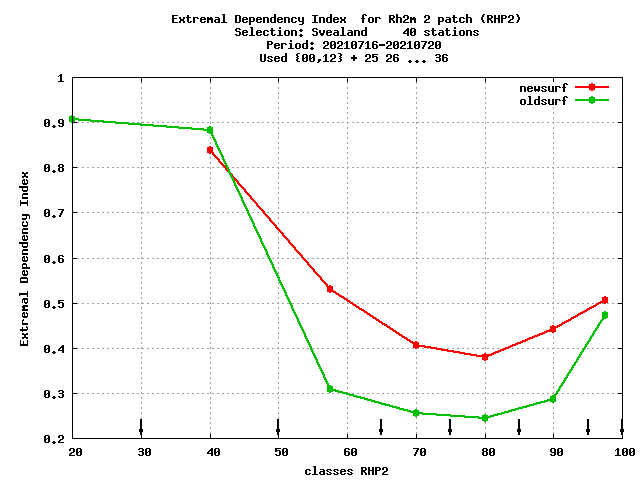 Extremal Dependency Index  for Rh2m 2 patch (RHP2)
Selection: Svealand     40 stations
Period: 20210716-20210720
Used {00,12} + 25 26 ... 36
newsurf
oldsurf
1
0.9
0.8
0.7
0.6
0.5
0.4
0.3
0.2
Extremal Dependency Index
20 30 40 50 60 70 80 90 100
classes RHP2